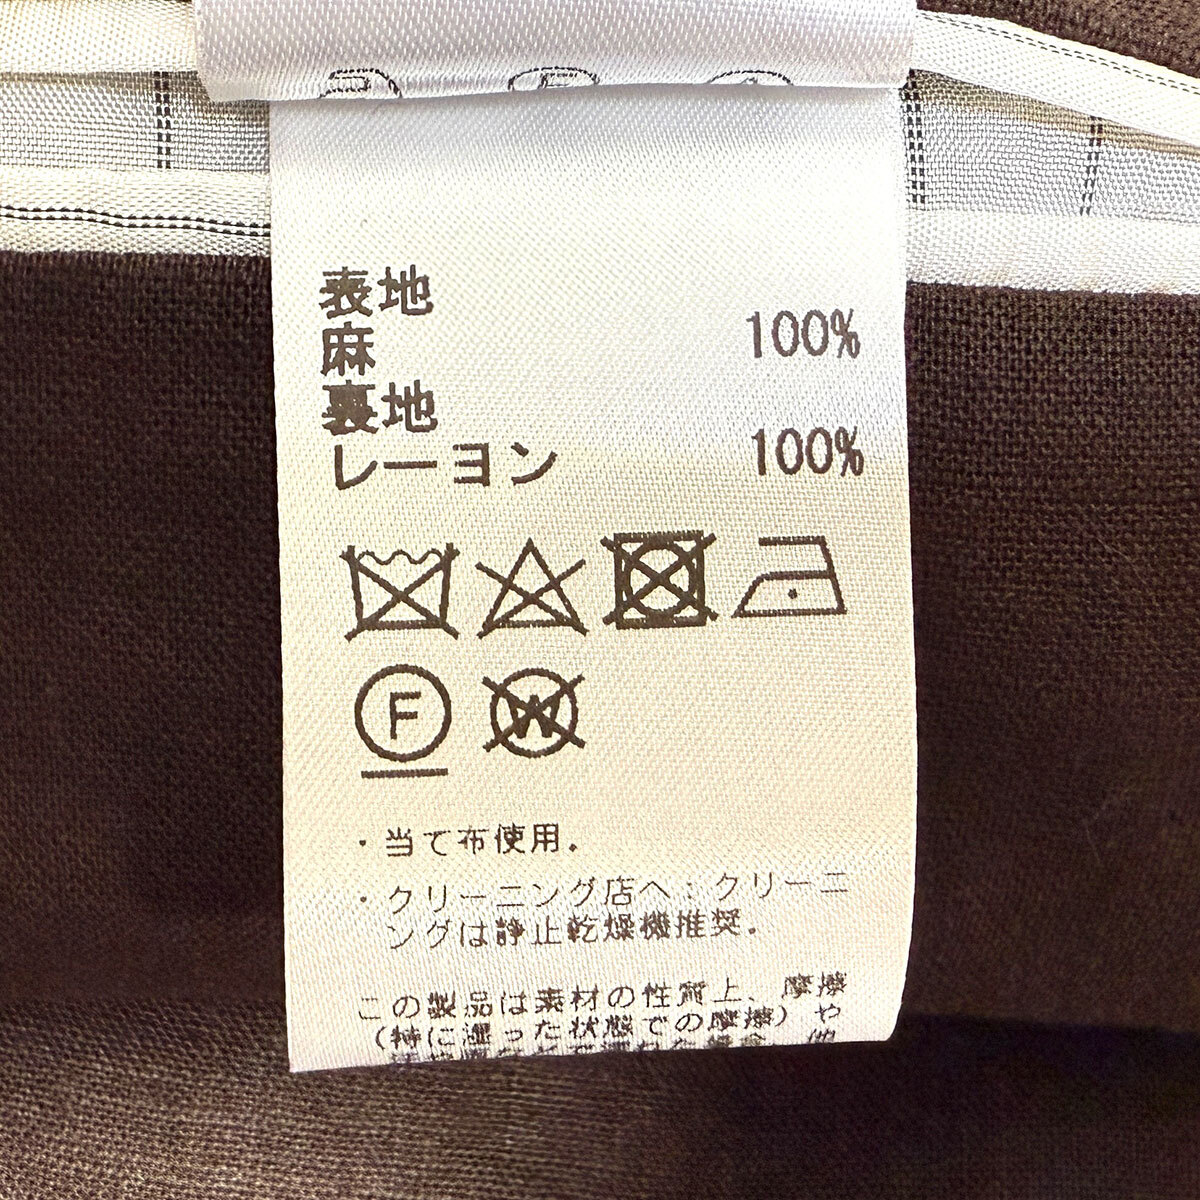 表地
麻 100%
裏地
レーヨン 100%
F
W
・当て布使用.
・クリーニング店へ:クリーニ
ングは静止乾燥機推奨.
この製品は素材の性質上、摩擦
(特に湿った状態での摩擦)や